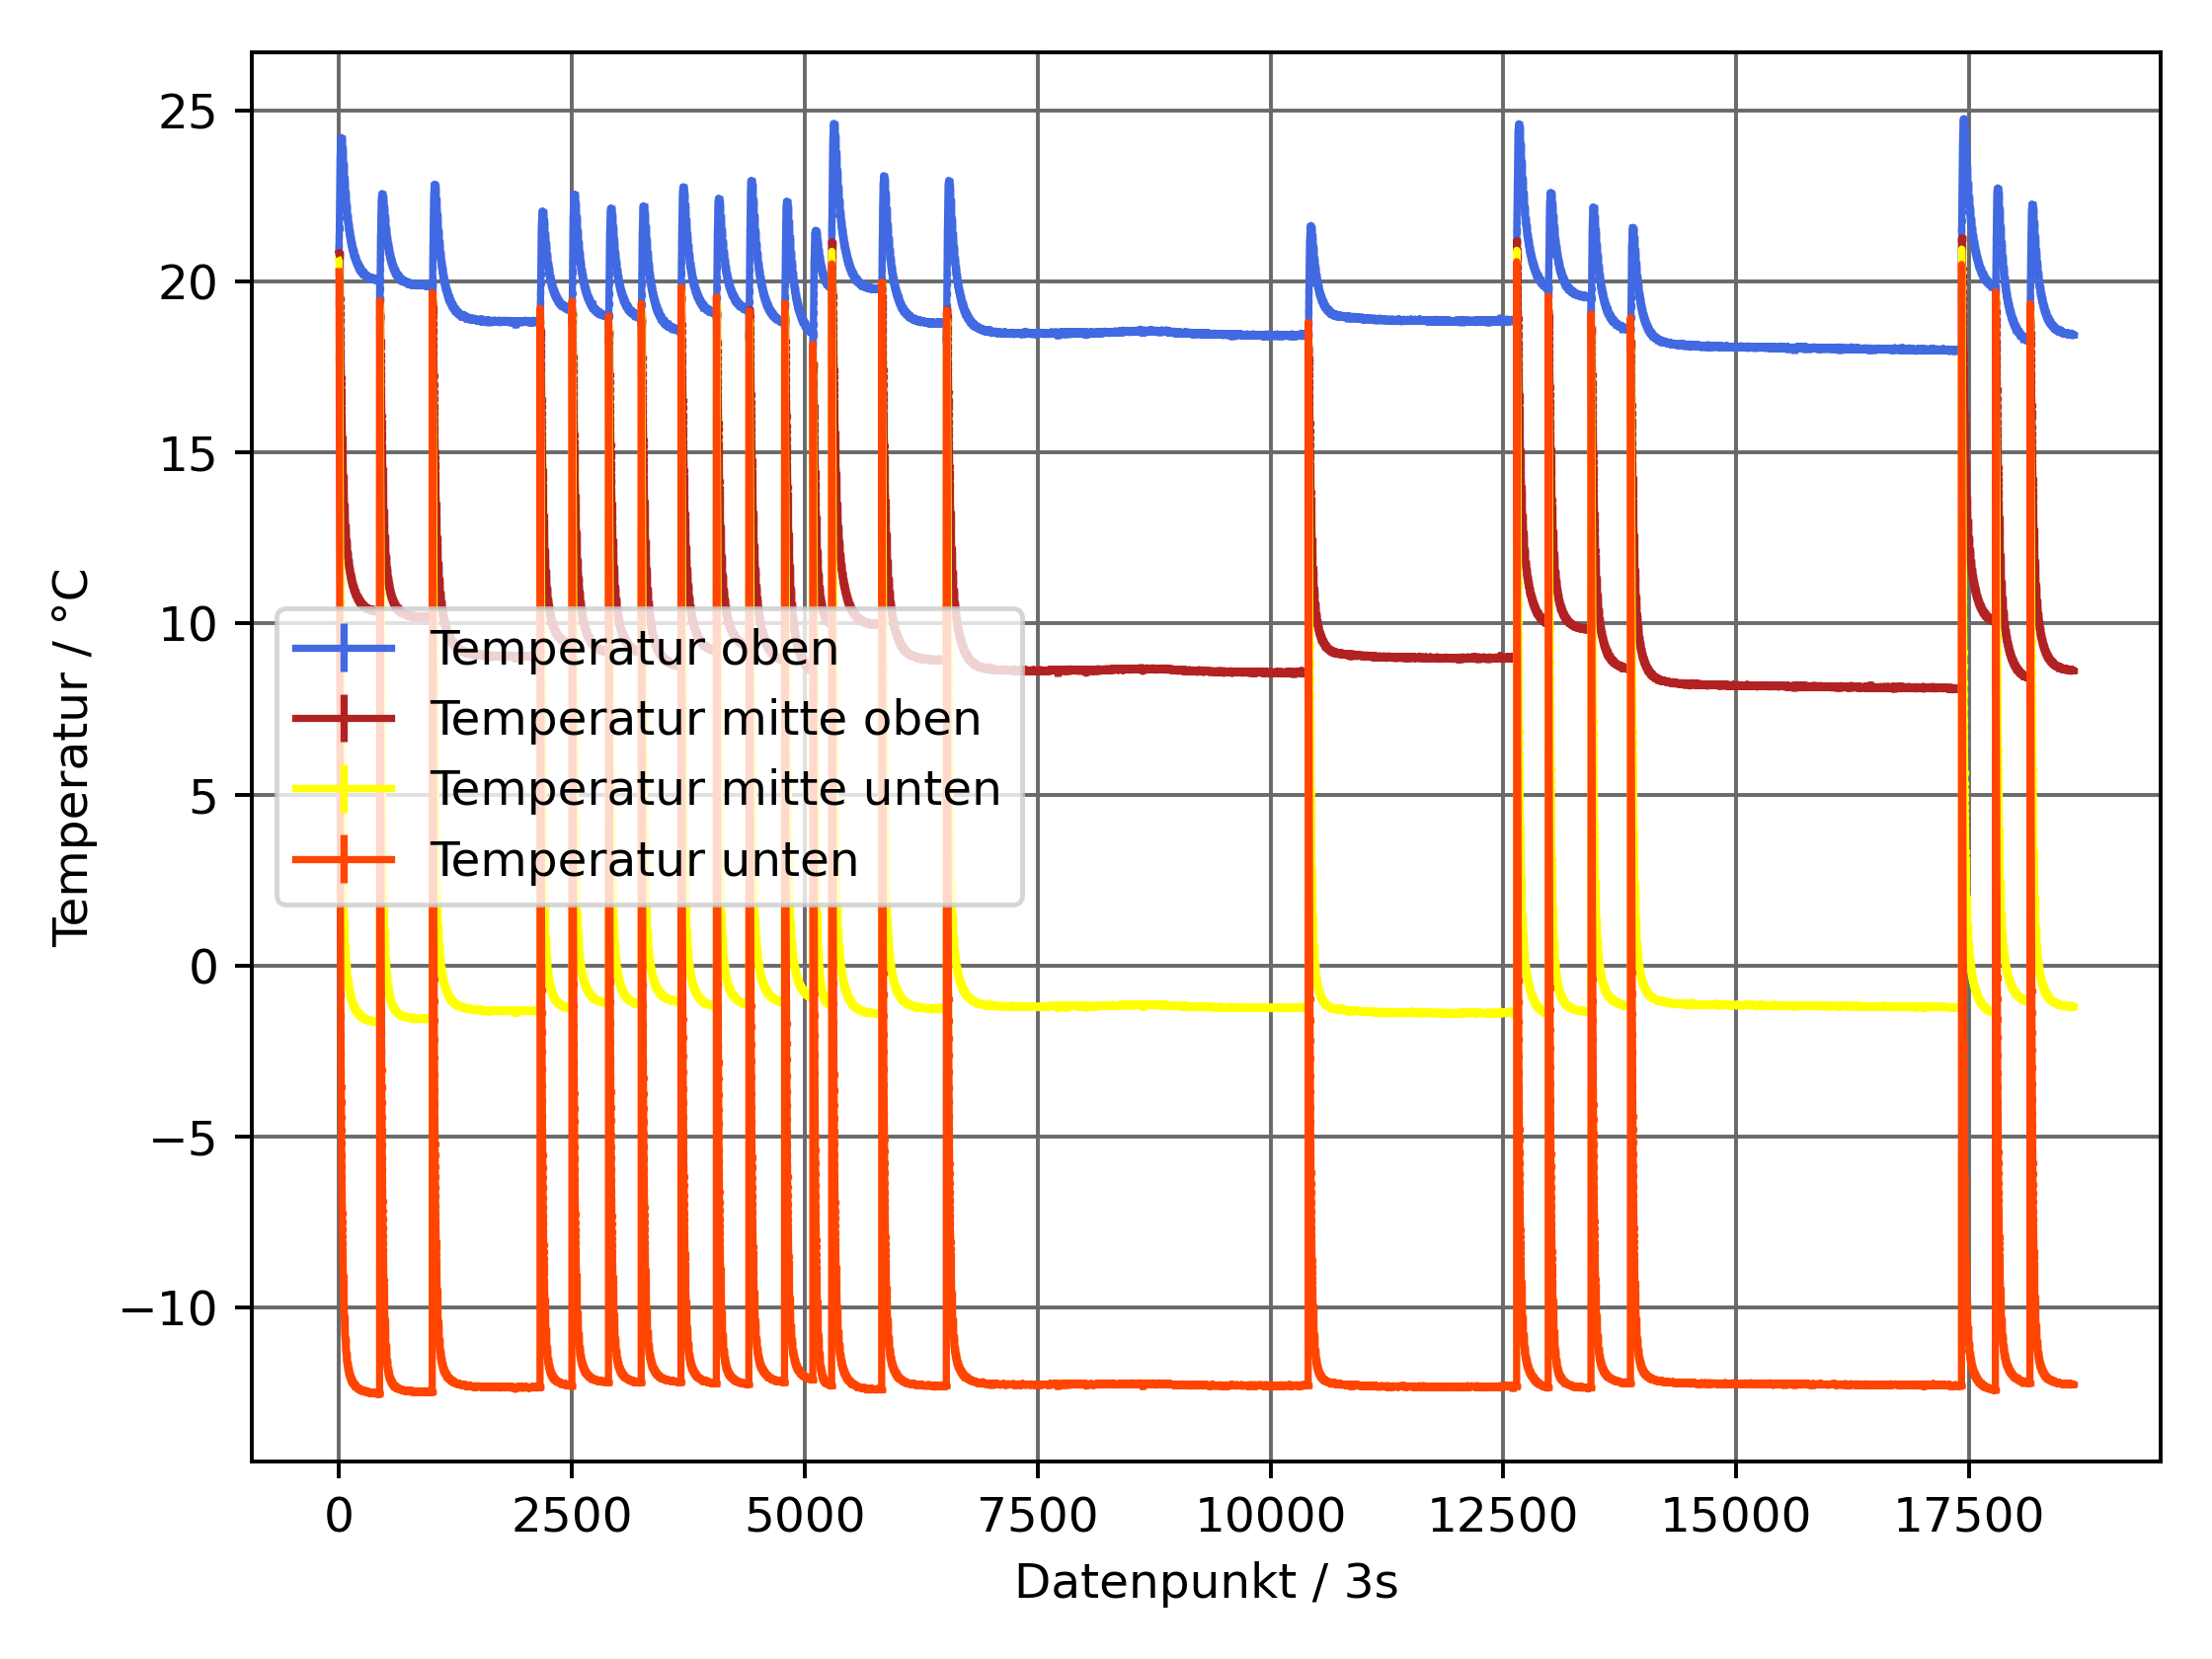 25
20
15
10
5
0
−5
−10
Temperatur / °C
Temperatur oben
Temperatur mitte oben
Temperatur mitte unten
Temperatur unten
0 2500 5000 7500 10000 12500 15000 17500
Datenpunkt / 3s